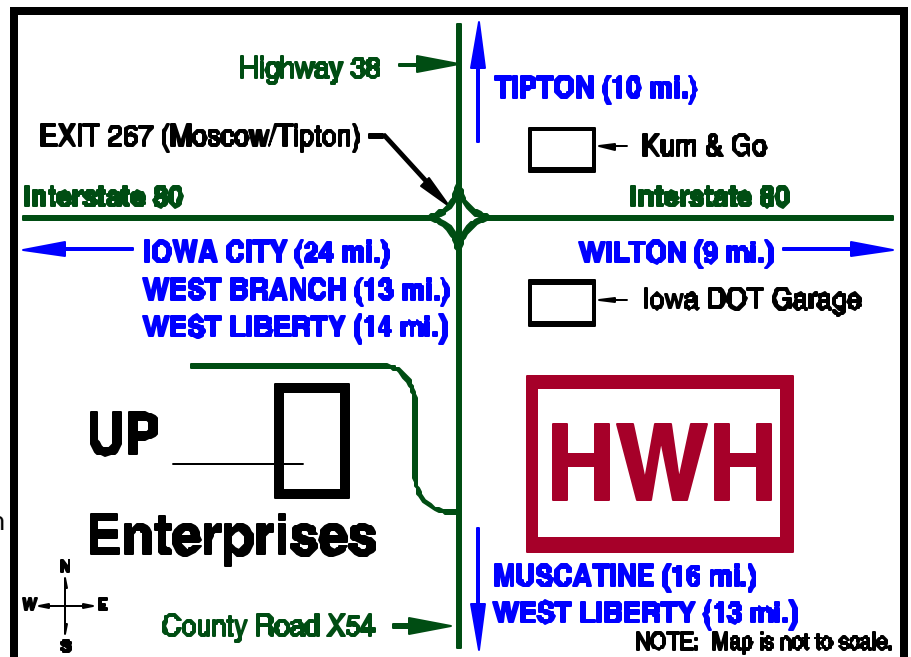 Highway 38
TIPTON (10 mi.)
EXIT 267 (Moscow/Tipton)
Kum & Go
Interstate 80
Interstate 80
IOWA CITY (24 mi.)
WEST BRANCH (13 mi.)
WEST LIBERTY (14 mi.)
WILTON (9 mi.)
Iowa DOT Garage
UP
Enterprises
HWH
n
N
W
E
S
MUSCATINE (16 mi.)
WEST LIBERTY (13 mi.)
County Road X54
NOTE: Map is not to scale.